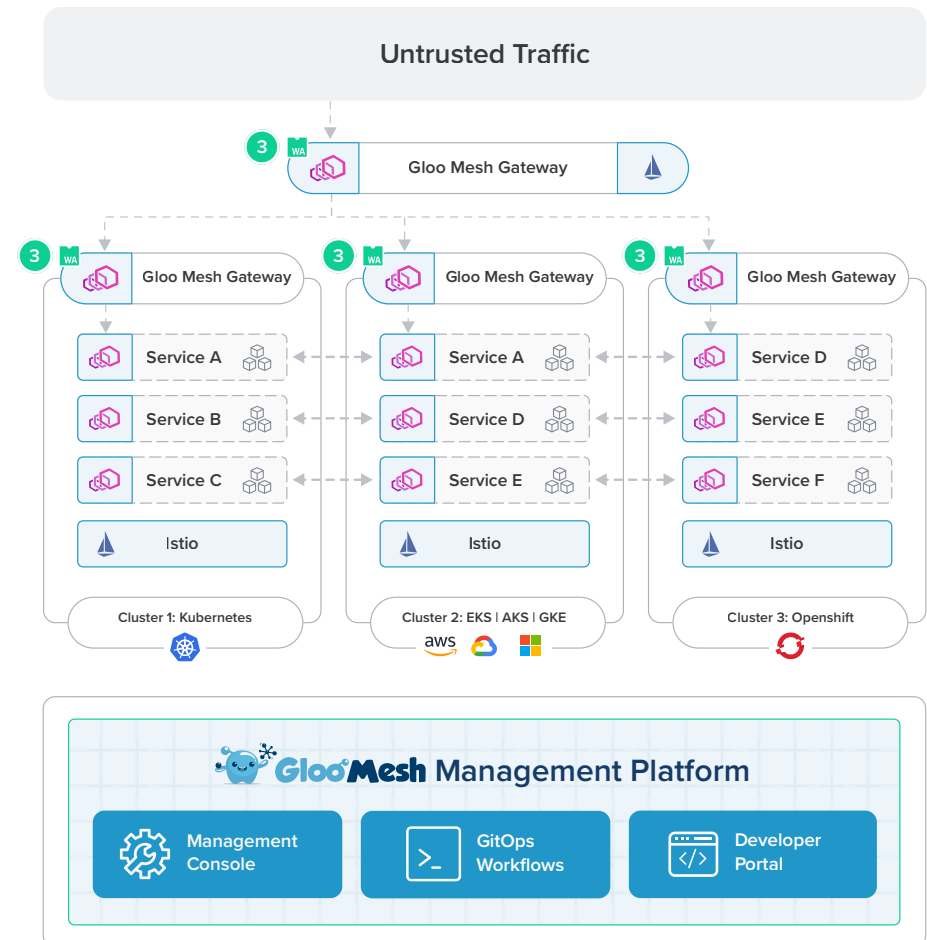 Untrusted Traffic
3
WA
Gloo Mesh Gateway
3
WA
Gloo Mesh Gateway
3
WA
Gloo Mesh Gateway
3
WA
Gloo Mesh Gateway
Service A
Service A
Service D
Service B
Service D
Service E
Service C
Service E
Service F
Istio
Istio
Istio
Cluster 1: Kubernetes
Cluster 2: EKS | AKS | GKE
Cluster 3: Openshift
aws
GlooMesh Management Platform
Management
Console
>_
GitOps
Workflows
</>
Developer
Portal